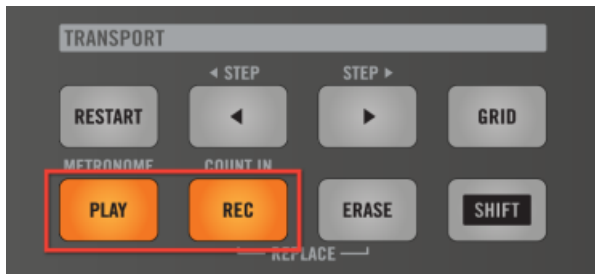 TRANSPORT
◀ STEP STEP ▶
RESTART GRID
METRONOME COUNT IN
PLAY REC ERASE SHIFT
REPLACE